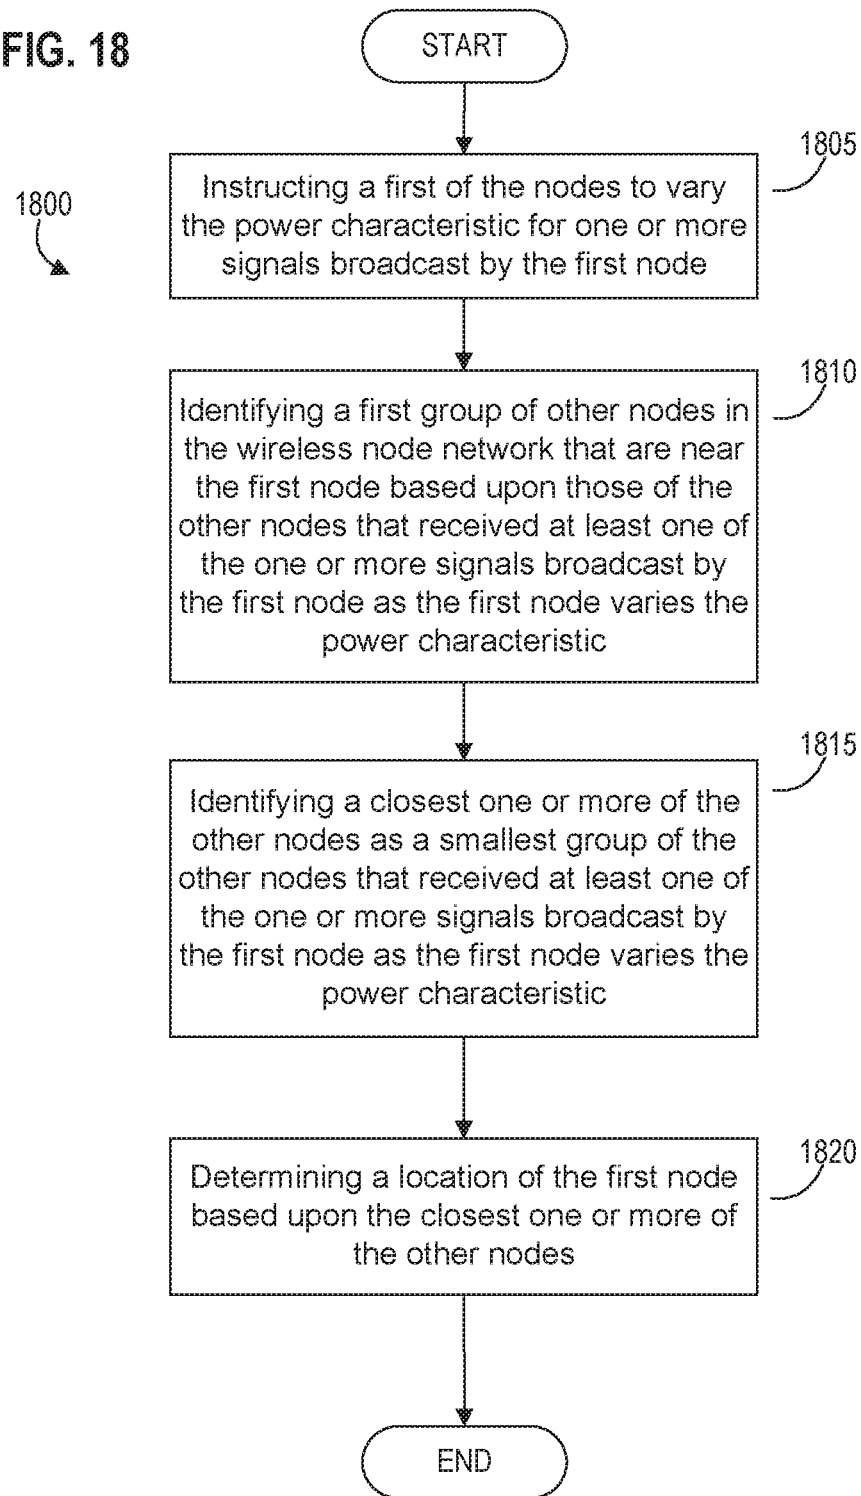 FIG. 18
START
1800
1805
Instructing a first of the nodes to vary
the power characteristic for one or more
signals broadcast by the first node
1810
Identifying a first group of other nodes in
the wireless node network that are near
the first node based upon those of the
other nodes that received at least one of
the one or more signals broadcast by
the first node as the first node varies the
power characteristic
1815
Identifying a closest one or more of the
other nodes as a smallest group of the
other nodes that received at least one of
the one or more signals broadcast by
the first node as the first node varies the
power characteristic
1820
Determining a location of the first node
based upon the closest one or more of
the other nodes
END